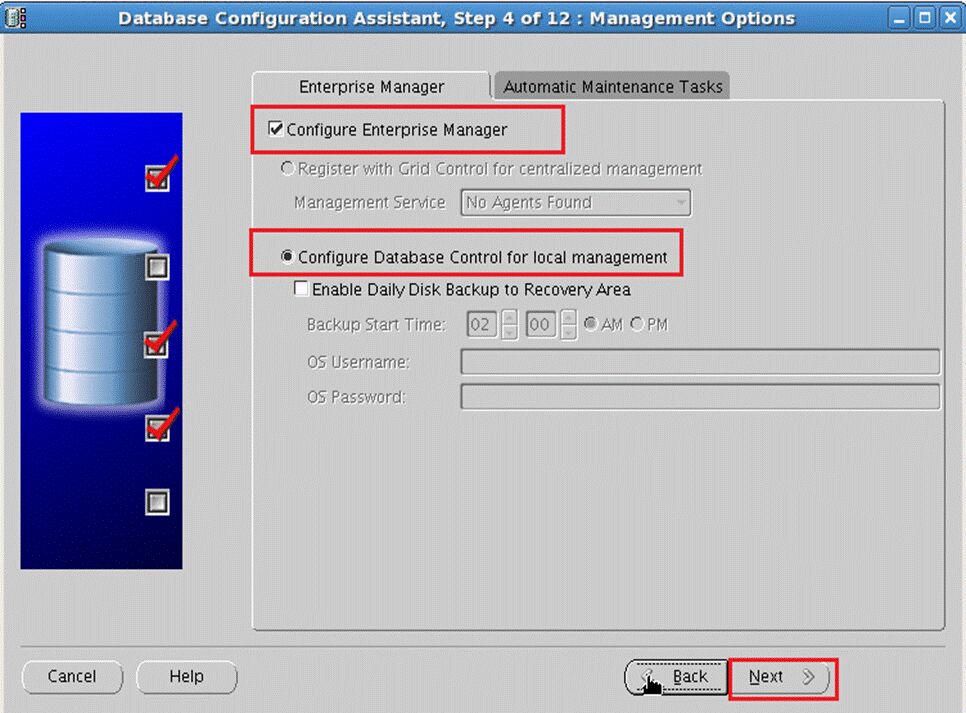 Database Configuration Assistant, Step 4 of 12 : Management Options
Enterprise Manager
Automatic Maintenance Tasks
Configure Enterprise Manager
Register with Grid Control for centralized management
Management Service
No Agents Found
Configure Database Control for local management
Enable Daily Disk Backup to Recovery Area
Backup Start Time: 02 00 AM PM
OS Username:
OS Password:
Cancel
Help
Back
Next